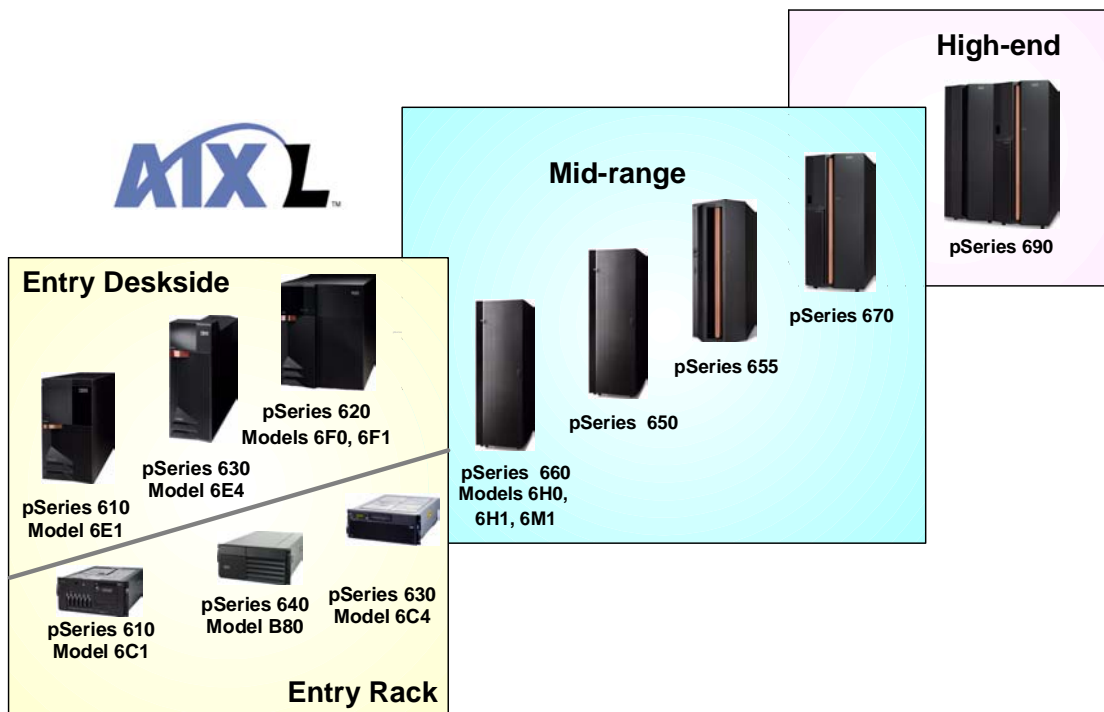 High-end
pSeries 690
AIX 5L
TM
Mid-range
pSeries 670
pSeries 655
pSeries  650
pSeries  660
Models 6H0,
6H1, 6M1
Entry Deskside
pSeries 620
Models 6F0, 6F1
pSeries 630
Model 6E4
pSeries 610
Model 6E1
pSeries 630
Model 6C4
pSeries 640
Model B80
pSeries 610
Model 6C1
Entry Rack